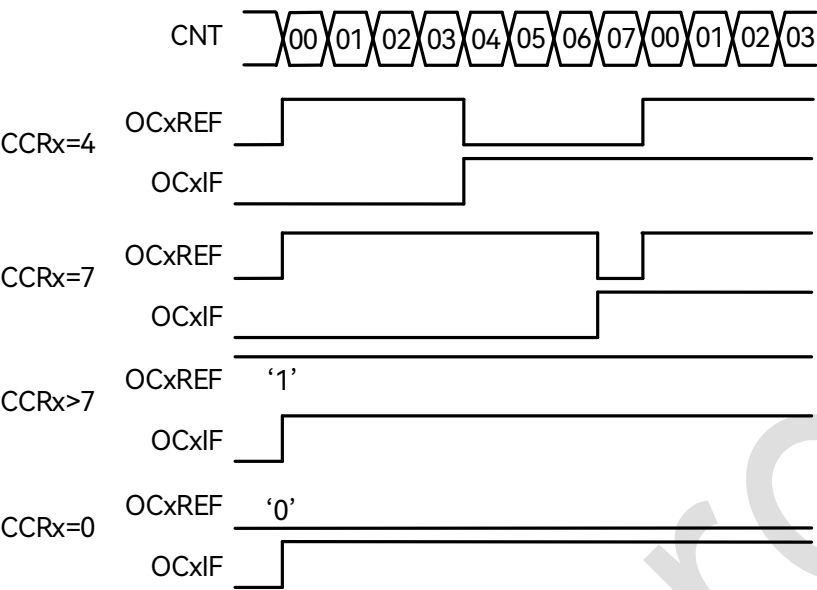 CNT 00 01 02 03 04 05 06 07 00 01 02 03
OCxREF
CCRx=4
OCxIF
OCxREF
CCRx=7
OCxIF
OCxREF ‘1’
CCRx>7
OCxIF
OCxREF ‘0’
CCRx=0
OCxIF